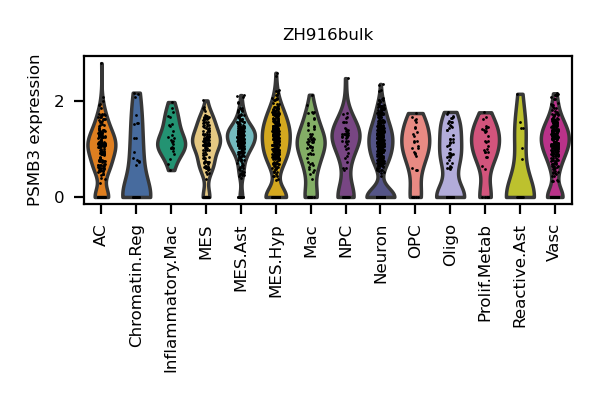 ZH916bulk
PSMB3 expression
2
0
AC
Chromatin.Reg
Inflammatory.Mac
MES
MES.Ast
MES.Hyp
Mac
NPC
Neuron
OPC
Oligo
Prolif.Metab
Reactive.Ast
Vasc